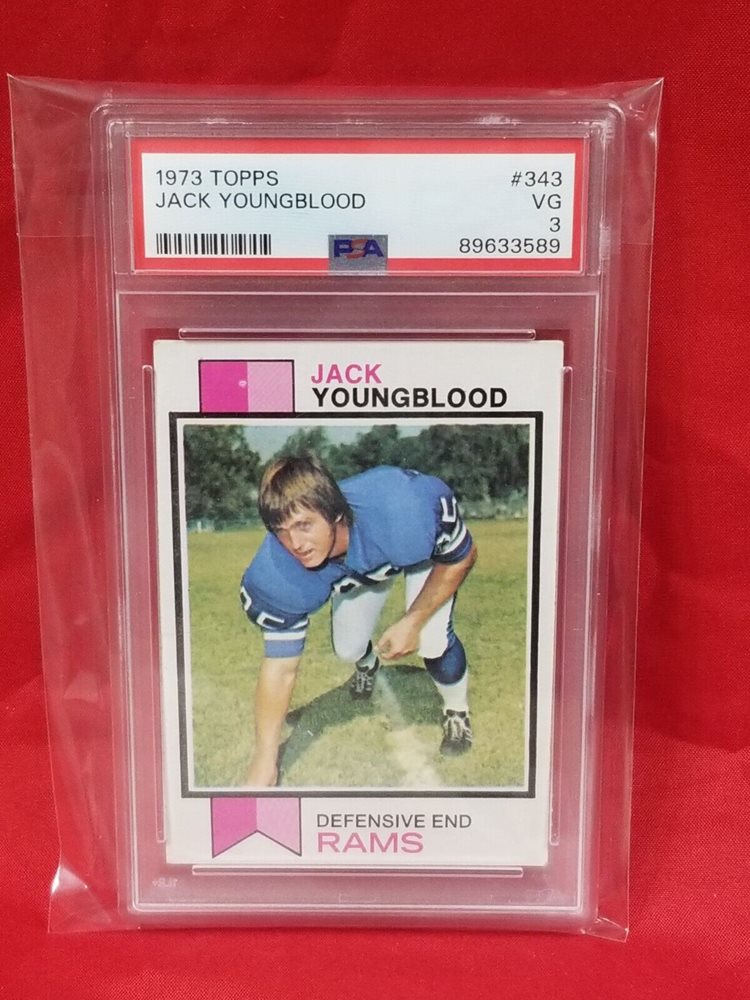 1973 TOPPS #343
JACK YOUNGBLOOD VG
3
PSA 89633589
JACK
YOUNGBLOOD
DEFENSIVE END
RAMS